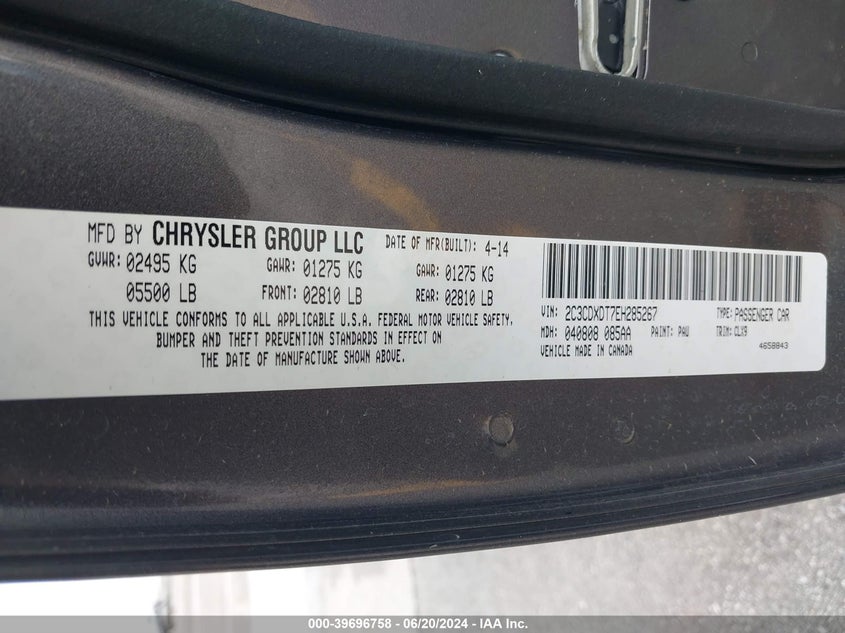 MFD BY CHRYSLER GROUP LLC DATE OF MFR(BUILT): 4-14
GVWR: 02495 KG GAWR: 01275 KG GAWR: 01275 KG
05500 LB FRONT: 02810 LB REAR: 02810 LB
THIS VEHICLE CONFORMS TO ALL APPLICABLE U.S.A. FEDERAL MOTOR VEHICLE SAFETY,
BUMPER AND THEFT PREVENTION STANDARDS IN EFFECT ON
THE DATE OF MANUFACTURE SHOWN ABOVE.
VIN: 2C3CDXDT7EH285267 TYPE: PASSENGER CAR
MDH: 040808 085AA PAINT: PAU TRIM: CLX9
VEHICLE MADE IN CANADA 4658843
000-39696758 - 06/20/2024 - IAA Inc.